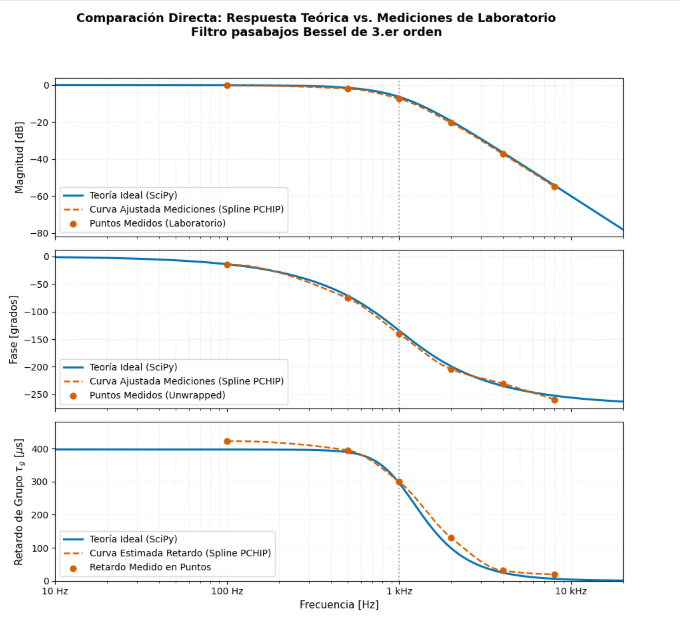 Comparación Directa: Respuesta Teórica vs. Mediciones de Laboratorio
Filtro pasabajos Bessel de 3.er orden
Magnitud [dB]
0
−20
−40
−60
−80
Teoría Ideal (SciPy)
Curva Ajustada Mediciones (Spline PCHIP)
Puntos Medidos (Laboratorio)
Fase [grados]
0
−50
−100
−150
−200
−250
Teoría Ideal (SciPy)
Curva Ajustada Mediciones (Spline PCHIP)
Puntos Medidos (Unwrapped)
Retardo de Grupo τg [μs]
400
300
200
100
0
Teoría Ideal (SciPy)
Curva Estimada Retardo (Spline PCHIP)
Retardo Medido en Puntos
10 Hz 100 Hz 1 kHz 10 kHz
Frecuencia [Hz]